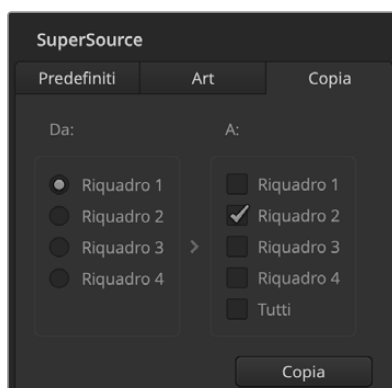 SuperSource
Predefiniti Art Copia
Da: A:
Riquadro 1 Riquadro 1
Riquadro 2 Riquadro 2
Riquadro 3 > Riquadro 3
Riquadro 4 Riquadro 4
Tutti
Copia